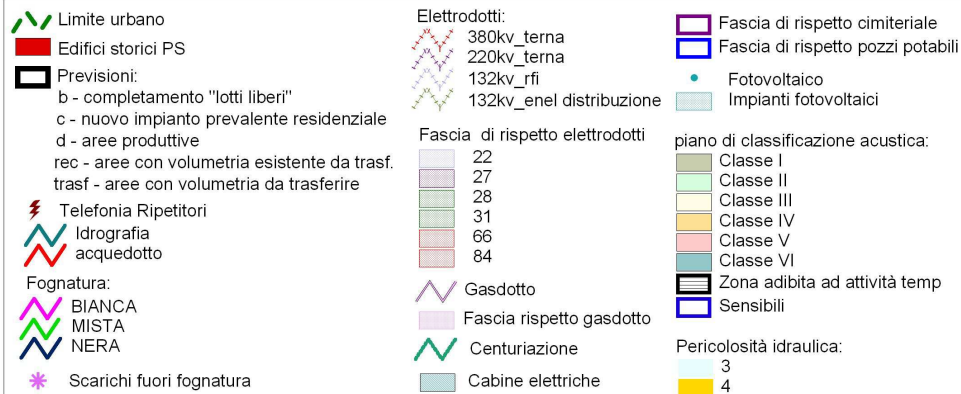 Limite urbano
Edifici storici PS
Previsioni:
b - completamento "lotti liberi"
c - nuovo impianto prevalente residenziale
d - aree produttive
rec - aree con volumetria esistente da trasf.
trasf - aree con volumetria da trasferire
Telefonia Ripetitori
Idrografia
acquedotto
Fognatura:
BIANCA
MISTA
NERA
Scarichi fuori fognatura
Elettrodotti:
380kv_terna
220kv_terna
132kv_rfi
132kv_enel distribuzione
Fascia di rispetto elettrodotti
22
27
28
31
66
84
Gasdotto
Fascia rispetto gasdotto
Centuriazione
Cabine elettriche
Fascia di rispetto cimiteriale
Fascia di rispetto pozzi potabili
Fotovoltaico
Impianti fotovoltaici
piano di classificazione acustica:
Classe I
Classe II
Classe III
Classe IV
Classe V
Classe VI
Zona adibita ad attività temp
Sensibili
Pericolosità idraulica:
3
4